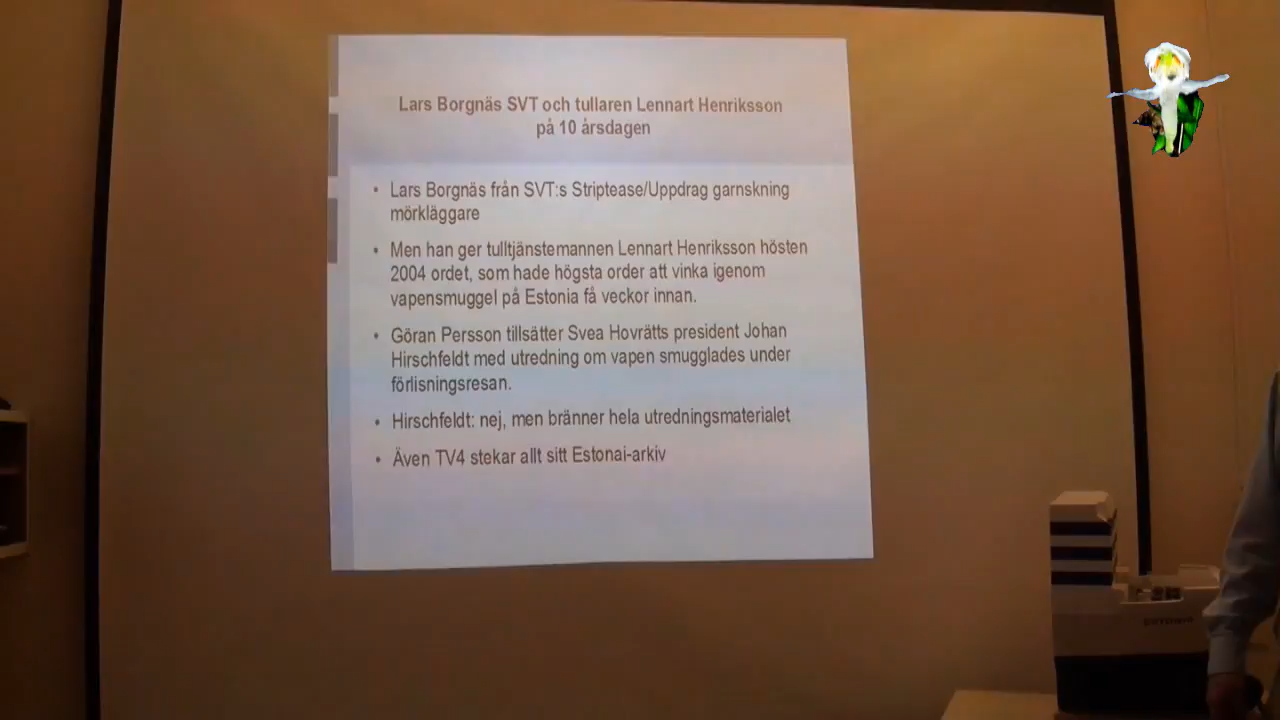 Lars Borgnäs SVT och tullaren Lennart Henriksson
på 10 årsdagen
• Lars Borgnäs från SVT:s Striptease/Uppdrag garnskning
mörkläggare
• Men han ger tulltjänstemannen Lennart Henriksson hösten
2004 ordet, som hade högsta order att vinka igenom
vapensmuggel på Estonia få veckor innan.
• Göran Persson tillsätter Svea Hovrätts president Johan
Hirschfeldt med utredning om vapen smugglades under
förlisningsresan.
• Hirschfeldt: nej, men bränner hela utredningsmaterialet
• Även TV4 stekar allt sitt Estonai-arkiv
ESTONIA